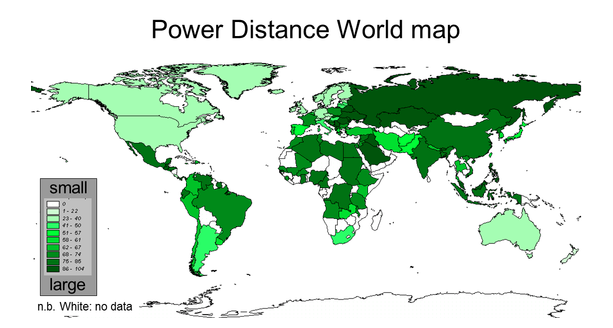 Power Distance World map
small
0
1 - 22
23 - 40
41 - 50
51 - 57
58 - 61
62 - 67
68 - 74
75 - 85
86 - 104
large
n.b. White: no data